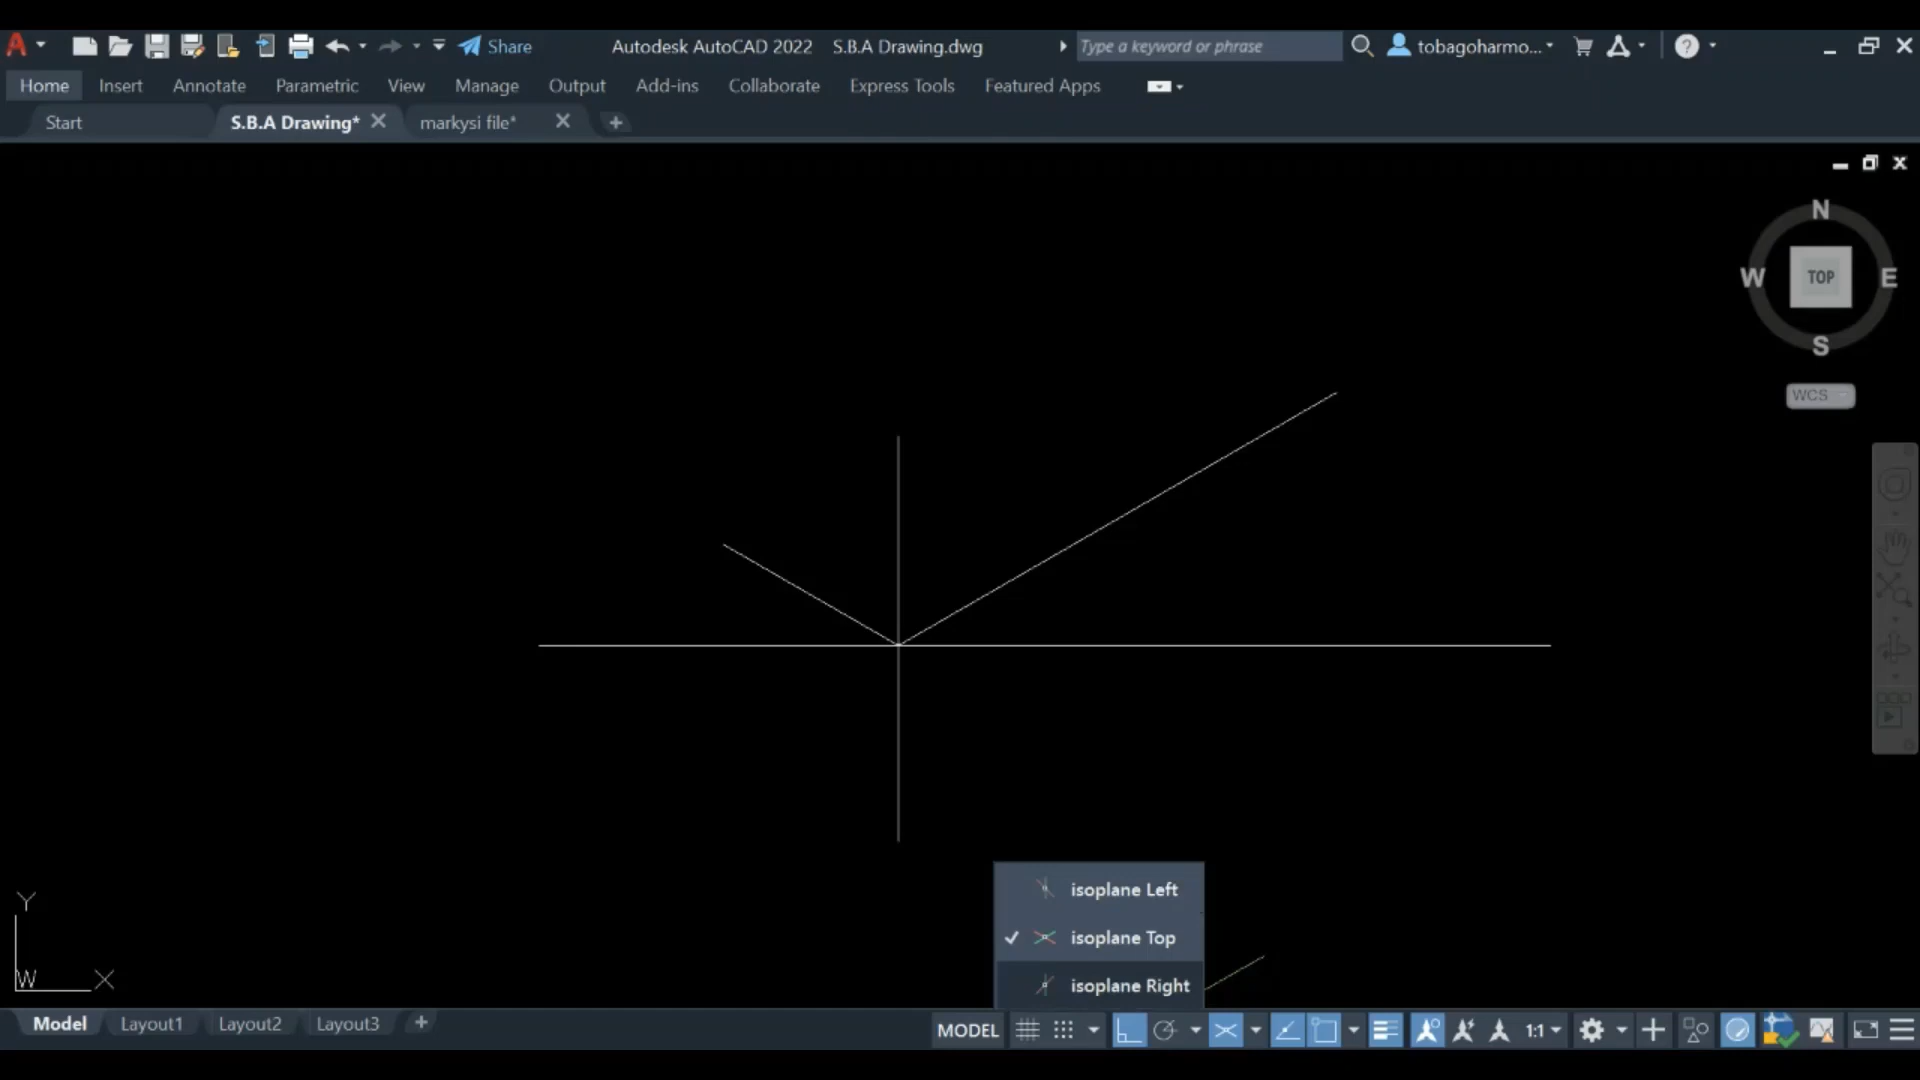 Share Autodesk AutoCAD 2022 S.B.A Drawing.dwg Type a keyword or phrase tobagoharmo...
Home Insert Annotate Parametric View Manage Output Add-ins Collaborate Express Tools Featured Apps
Start S.B.A Drawing* markysi file*
N
W TOP E
S
WCS
Y
W X
isoplane Left
isoplane Top
isoplane Right
Model Layout1 Layout2 Layout3 + MODEL 1:1